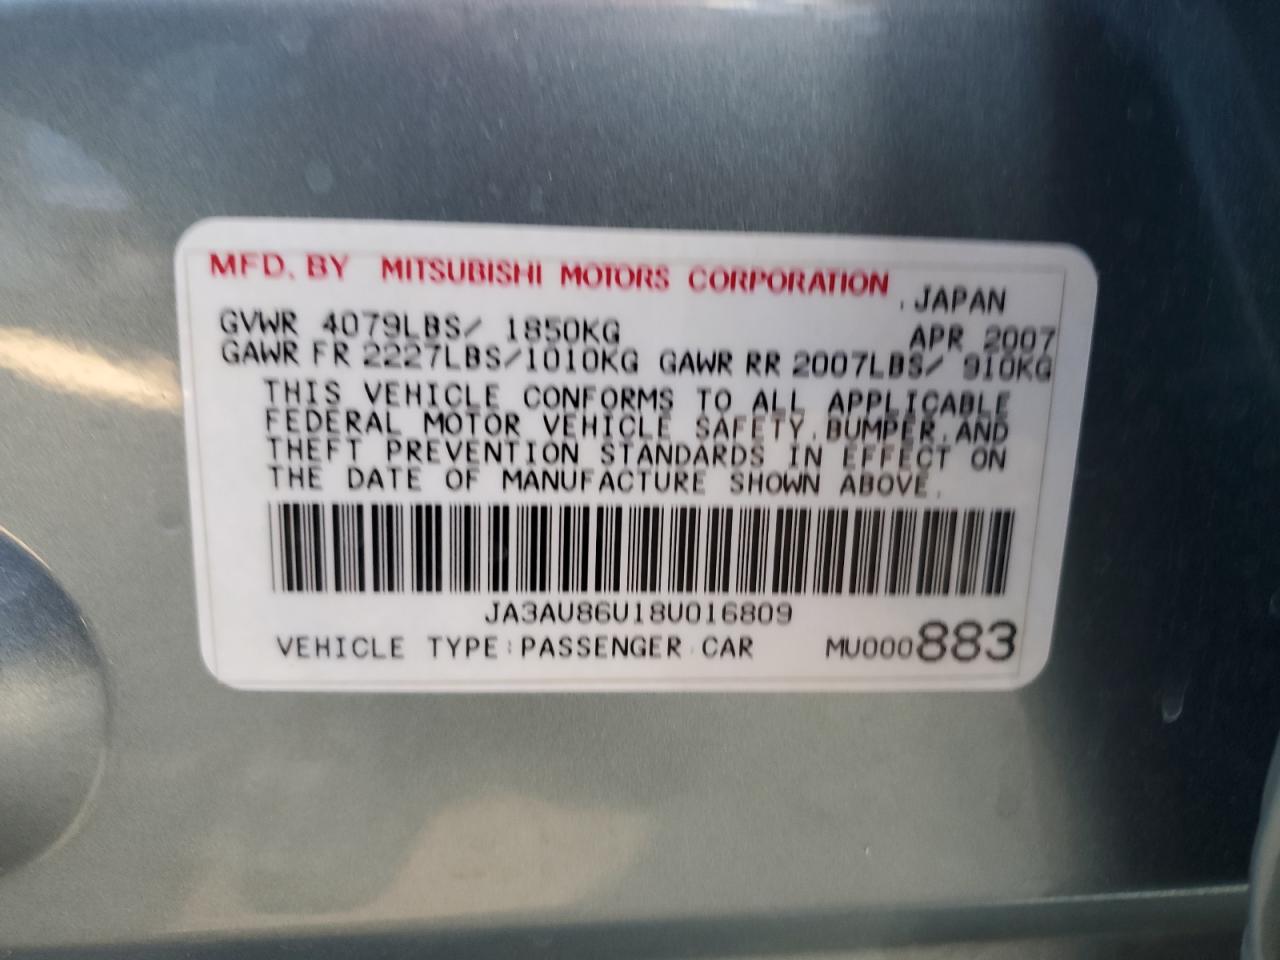 MFD. BY MITSUBISHI MOTORS CORPORATION, JAPAN
GVWR 4079LBS/ 1850KG APR 2007
GAWR FR 2227LBS/1010KG GAWR RR 2007LBS/ 910KG
THIS VEHICLE CONFORMS TO ALL APPLICABLE
FEDERAL MOTOR VEHICLE SAFETY, BUMPER, AND
THEFT PREVENTION STANDARDS IN EFFECT ON
THE DATE OF MANUFACTURE SHOWN ABOVE.
JA3AU86U18U016809
VEHICLE TYPE:PASSENGER CAR MU000883